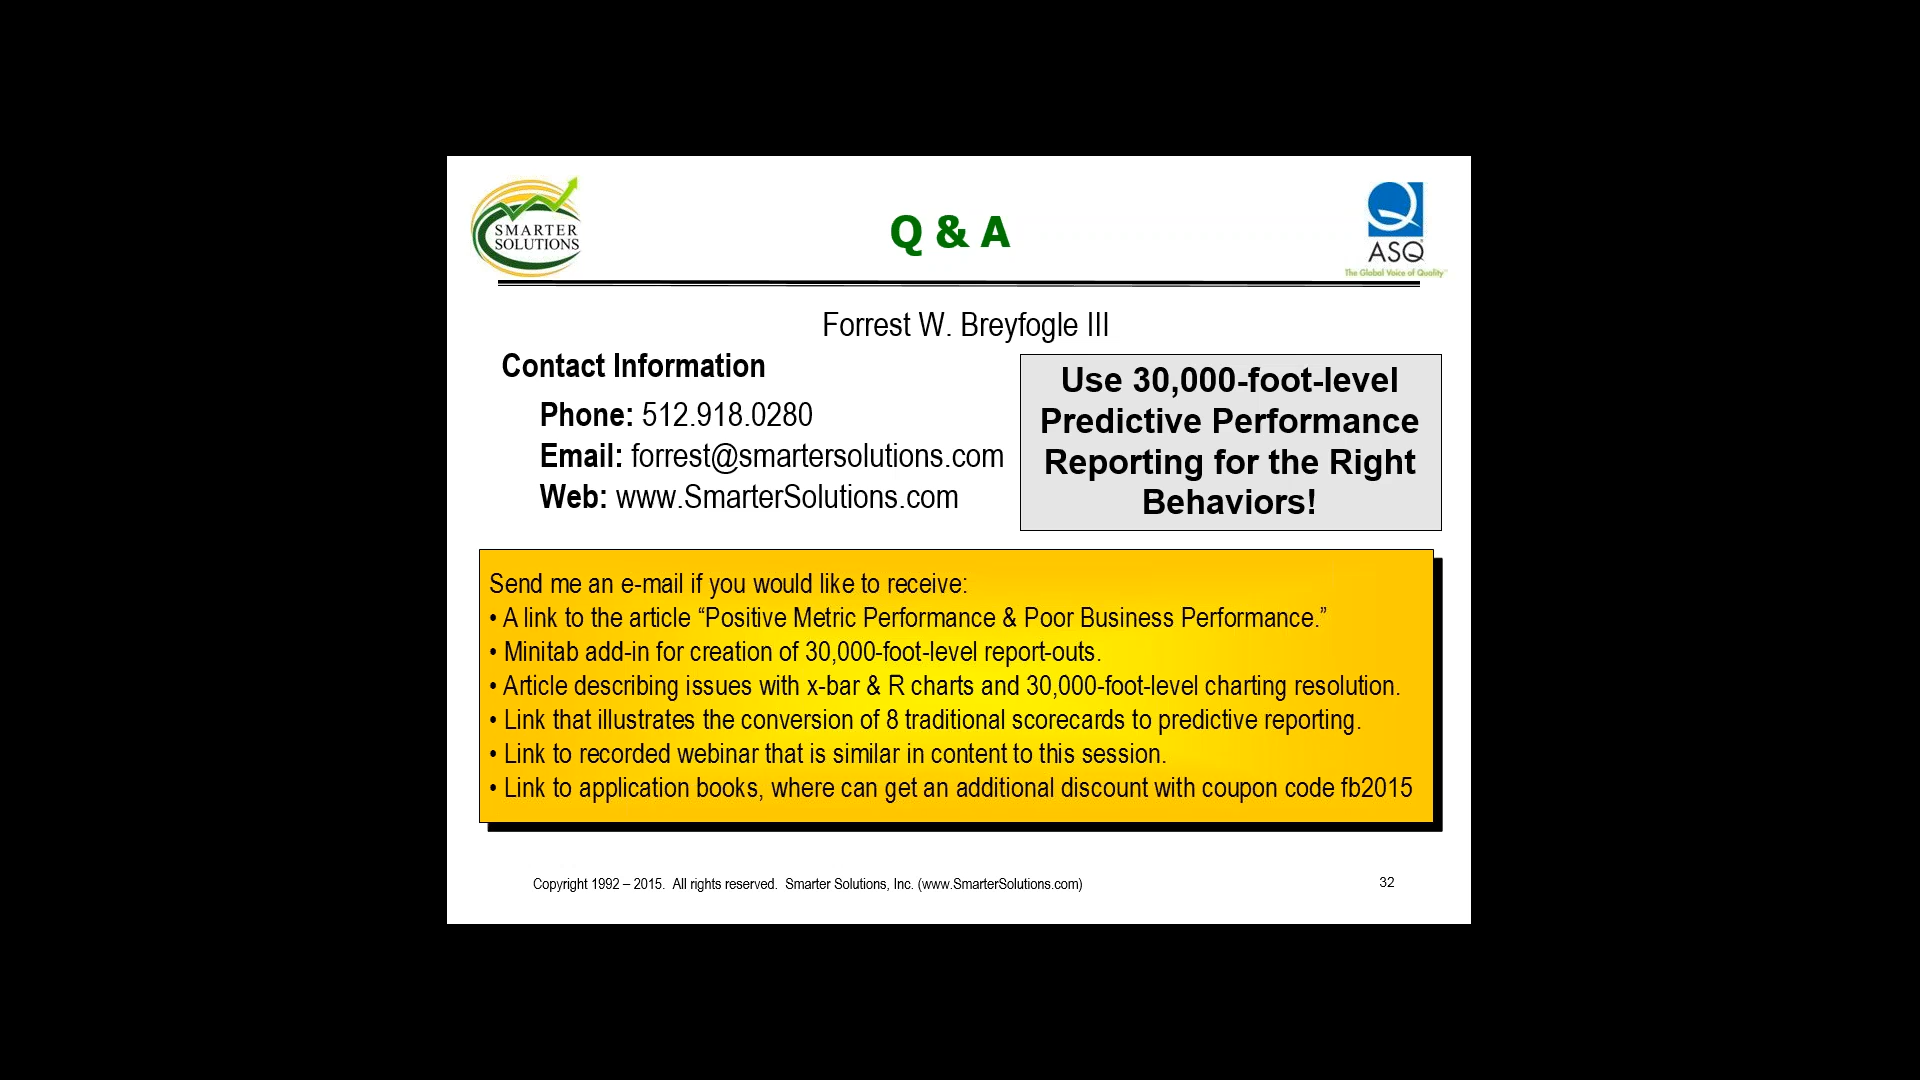 SMARTER
SOLUTIONS
Q & A
ASQ
The Global Voice of Quality™
Forrest W. Breyfogle III
Contact Information
Phone: 512.918.0280
Email: forrest@smartersolutions.com
Web: www.SmarterSolutions.com
Use 30,000-foot-level
Predictive Performance
Reporting for the Right
Behaviors!
Send me an e-mail if you would like to receive:
• A link to the article “Positive Metric Performance & Poor Business Performance.”
• Minitab add-in for creation of 30,000-foot-level report-outs.
• Article describing issues with x-bar & R charts and 30,000-foot-level charting resolution.
• Link that illustrates the conversion of 8 traditional scorecards to predictive reporting.
• Link to recorded webinar that is similar in content to this session.
• Link to application books, where can get an additional discount with coupon code fb2015
Copyright 1992 – 2015.  All rights reserved.  Smarter Solutions, Inc. (www.SmarterSolutions.com)
32